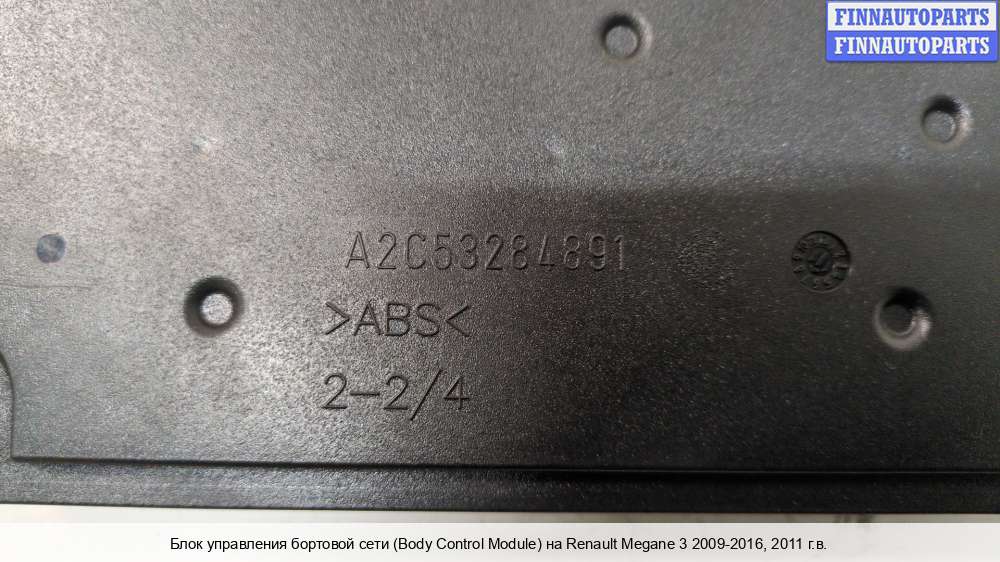 FINNAUTOPARTS
FINNAUTOPARTS
A2C53284891
>ABS<
2-2/4
Блок управления бортовой сети (Body Control Module) на Renault Megane 3 2009-2016, 2011 г.в.